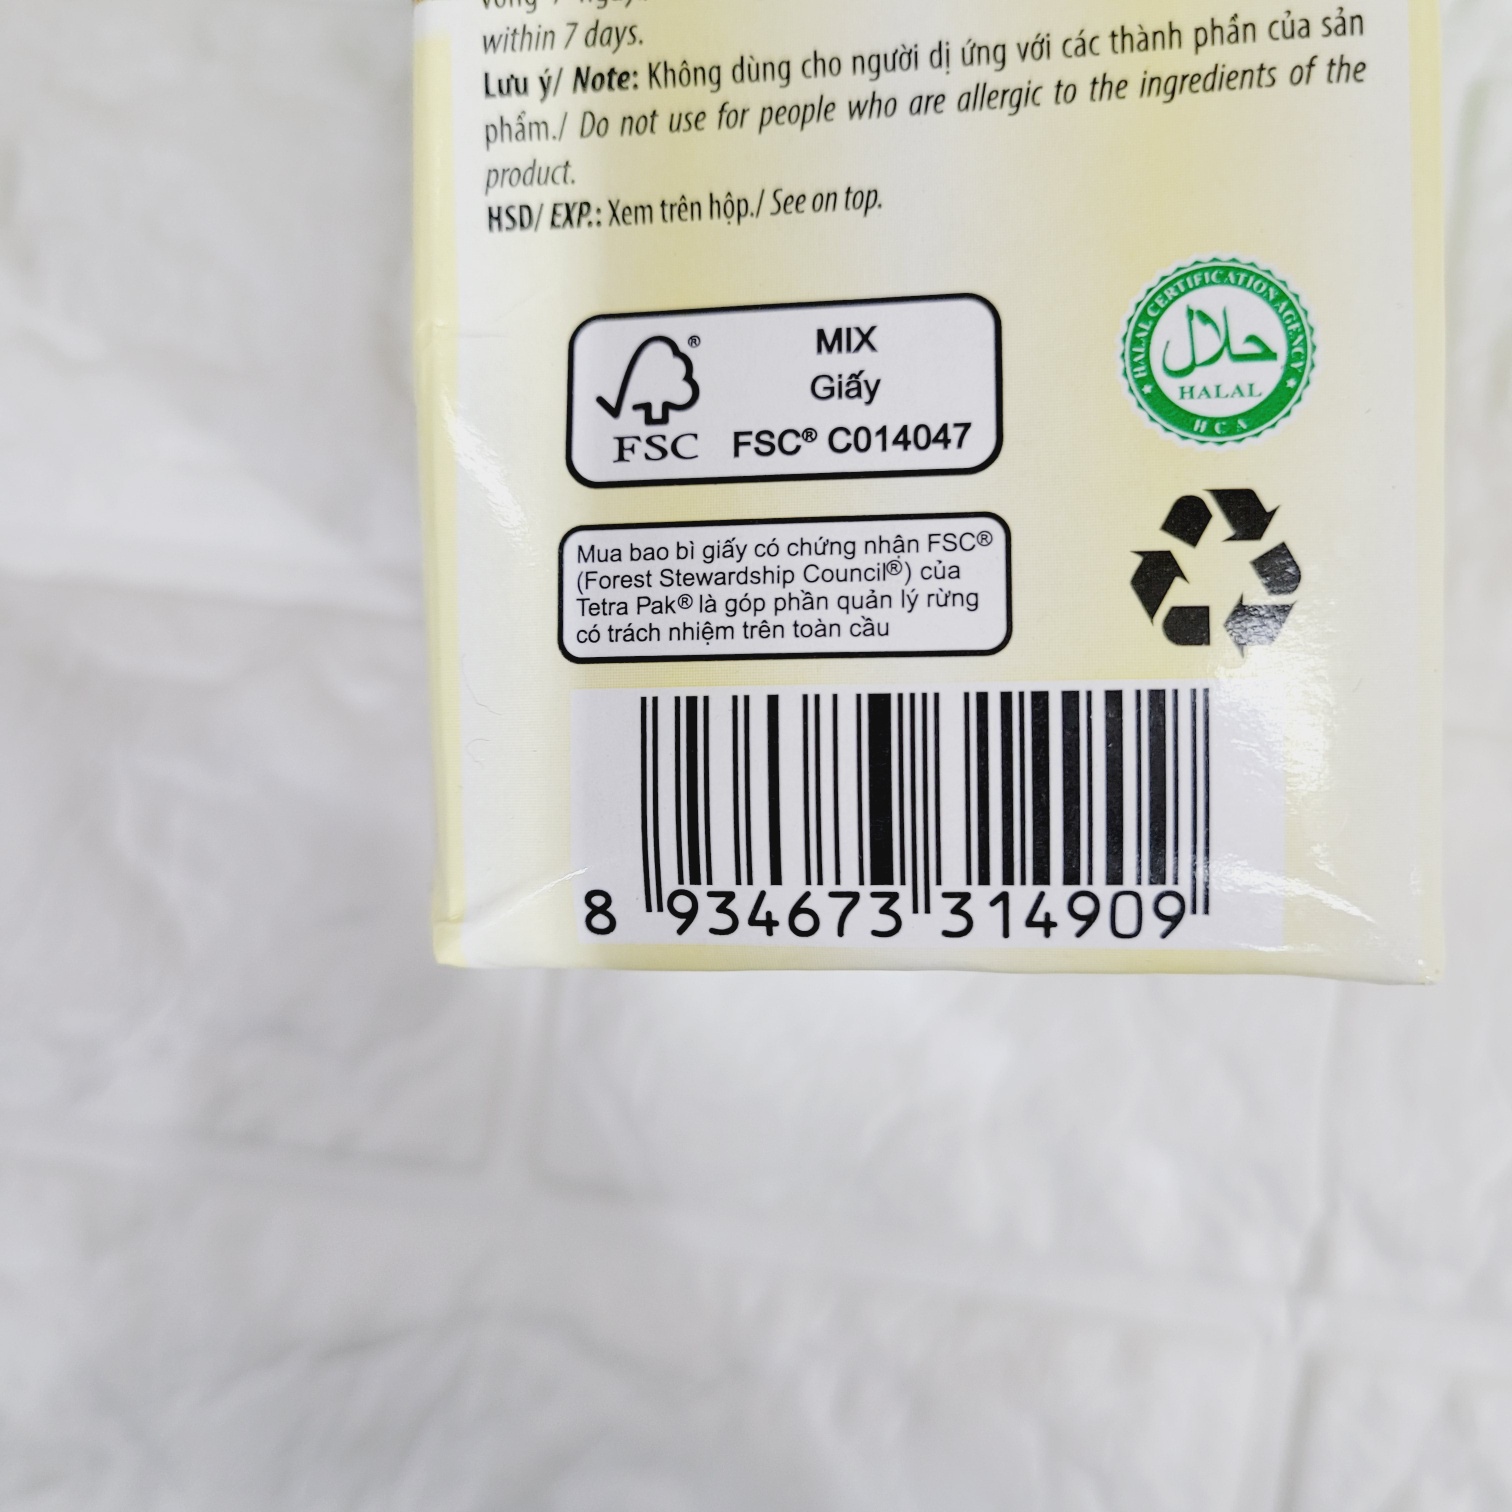 within 7 days.
Lưu ý/ Note: Không dùng cho người dị ứng với các thành phần của sản
phẩm./ Do not use for people who are allergic to the ingredients of the
product.
HSD/ EXP.: Xem trên hộp./ See on top.
FSC ®
MIX
Giấy
FSC® C014047
HALAL CERTIFICATION AGENCY
حلال
HALAL
HCA
Mua bao bì giấy có chứng nhận FSC®
(Forest Stewardship Council®) của
Tetra Pak® là góp phần quản lý rừng
có trách nhiệm trên toàn cầu
8 934673 314909